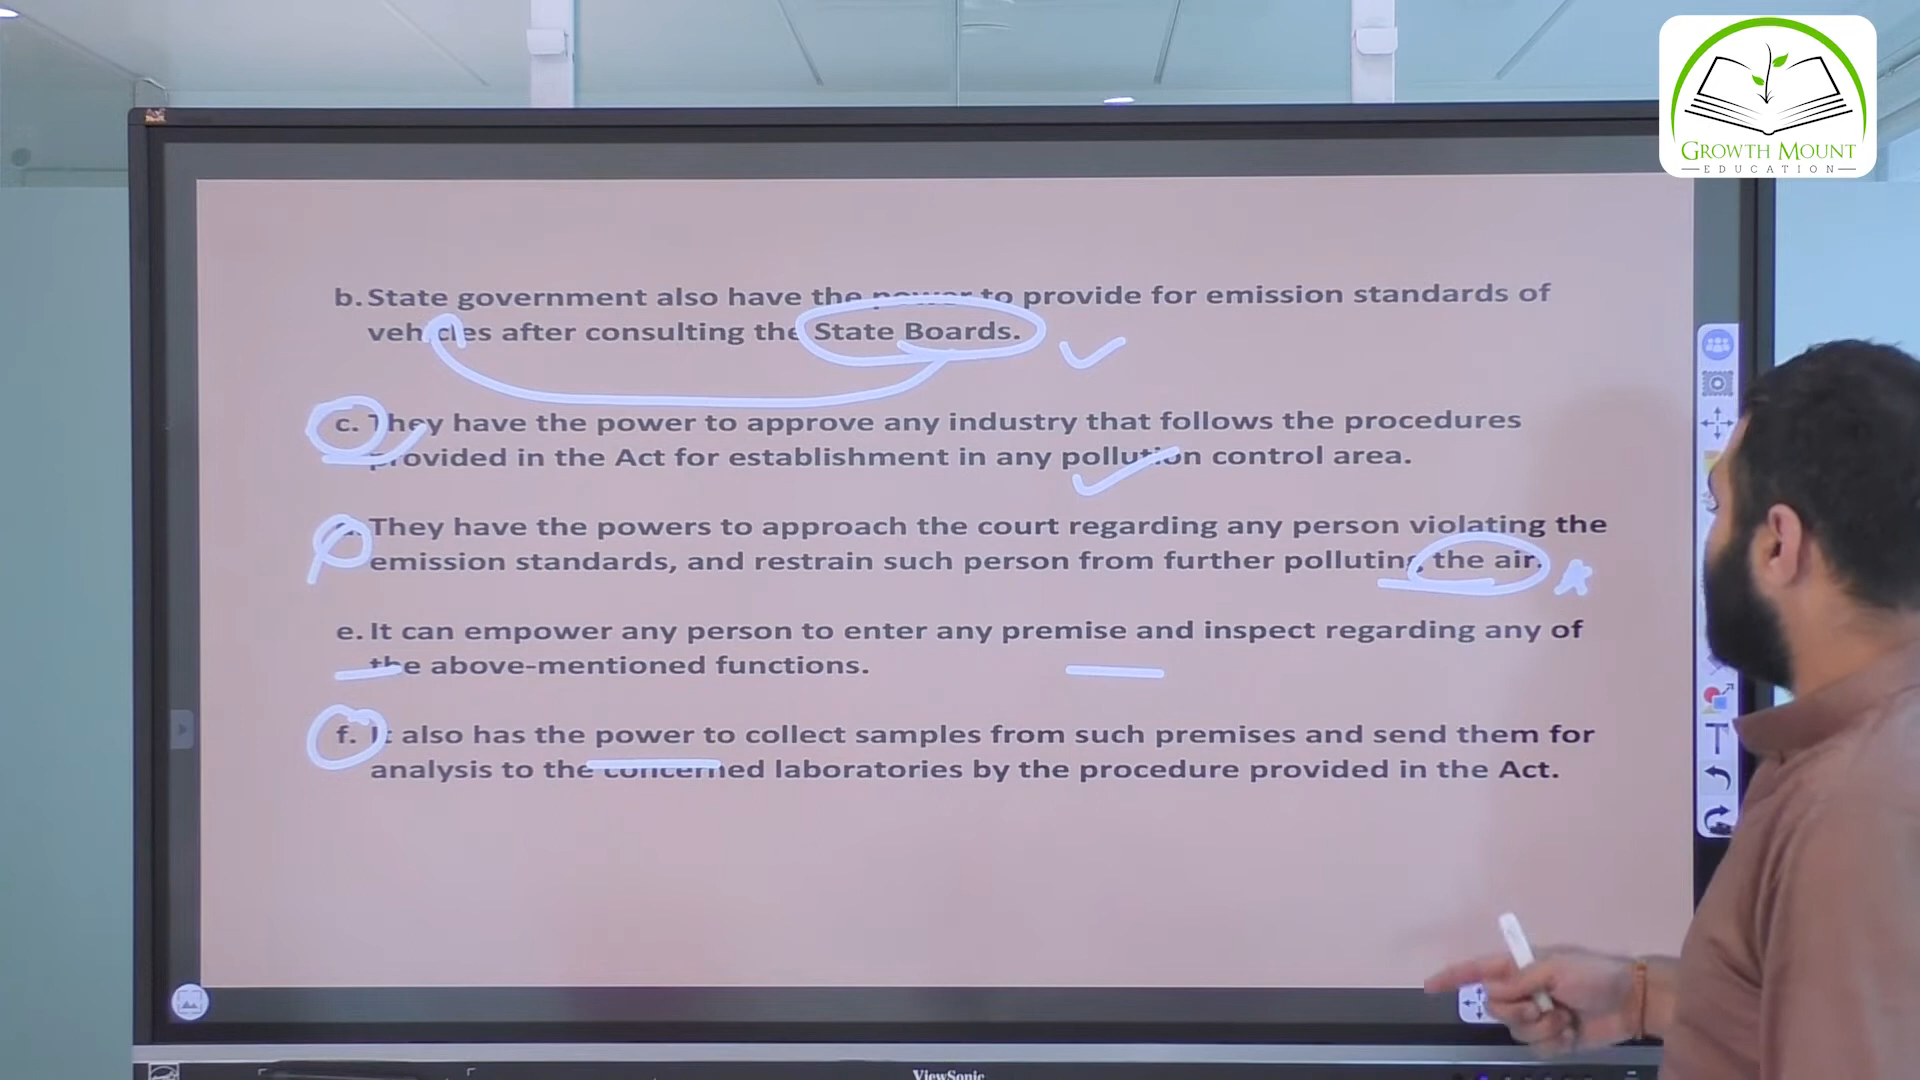 GROWTH MOUNT
EDUCATION
b. State government also have the power to provide for emission standards of
vehicles after consulting the State Boards.
c. They have the power to approve any industry that follows the procedures
provided in the Act for establishment in any pollution control area.
They have the powers to approach the court regarding any person violating the
emission standards, and restrain such person from further polluting the air.
e. It can empower any person to enter any premise and inspect regarding any of
the above-mentioned functions.
f. It also has the power to collect samples from such premises and send them for
analysis to the concerned laboratories by the procedure provided in the Act.
ViewSonic